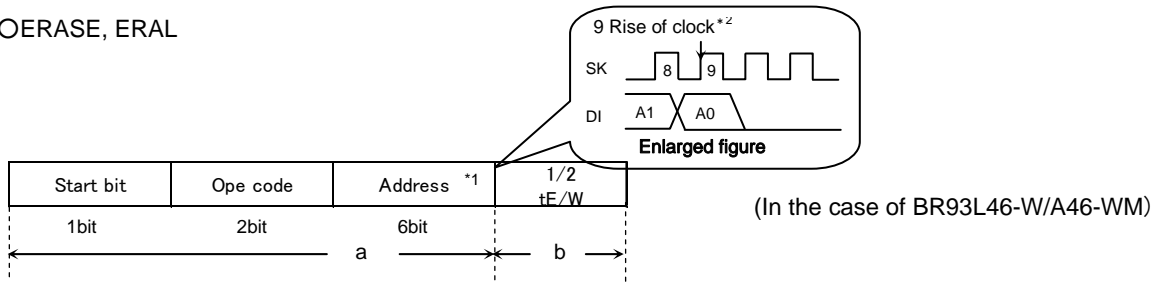 ○ERASE, ERAL
9 Rise of clock*2
SK 8 9
DI A1 A0
Enlarged figure
Start bit Ope code Address *1 1/2
tE/W
(In the case of BR93L46-W/A46-WM)
1bit 2bit 6bit
a b